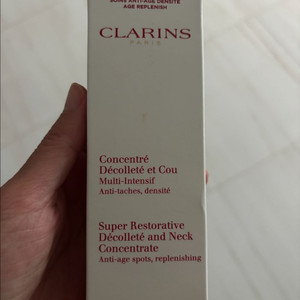 SOINS ANTI-AGE DENSITÉ
AGE REPLENISH
CLARINS
PARIS
Concentré
Décolleté et Cou
Multi-Intensif
Anti-taches, densité
Super Restorative
Décolleté and Neck
Concentrate
Anti-age spots, replenishing